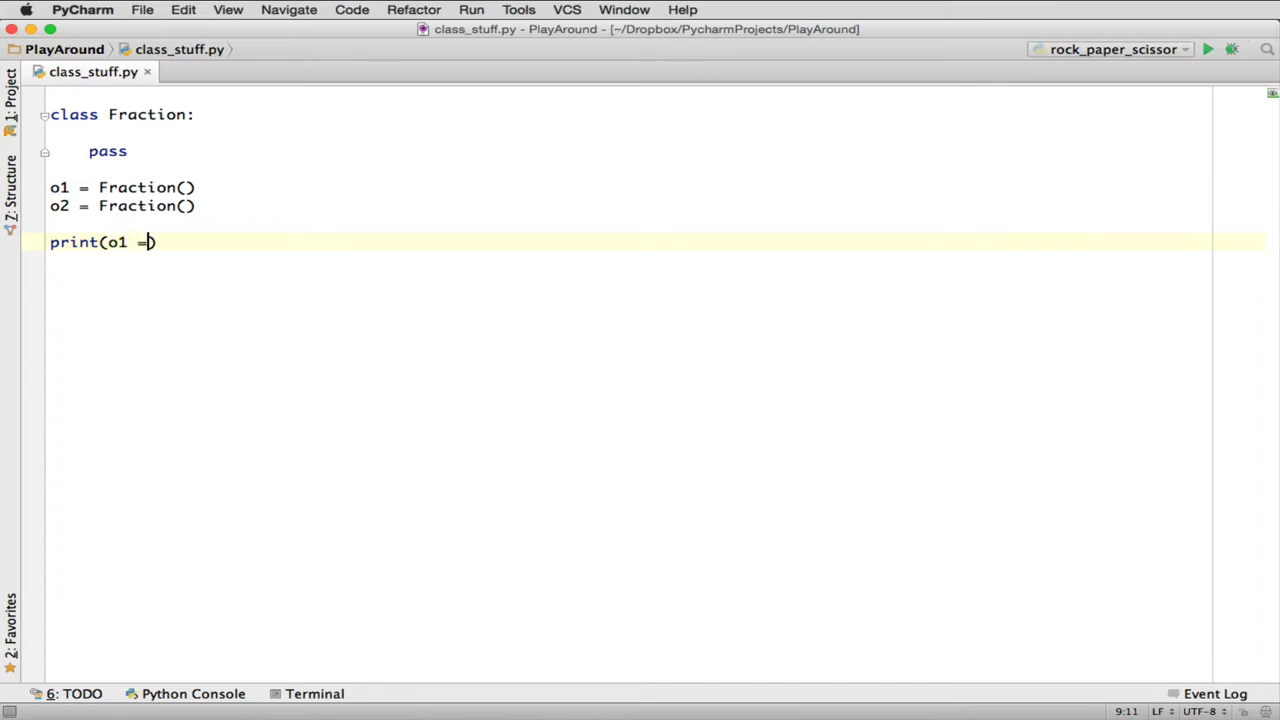 PyCharm File Edit View Navigate Code Refactor Run Tools VCS Window Help
class_stuff.py - PlayAround - [~/Dropbox/PycharmProjects/PlayAround]
PlayAround class_stuff.py rock_paper_scissor
class_stuff.py
1: Project
Z: Structure
2: Favorites
class Fraction:
pass
o1 = Fraction()
o2 = Fraction()
print(o1 =)
6: TODO Python Console Terminal Event Log
9:11 LF UTF-8